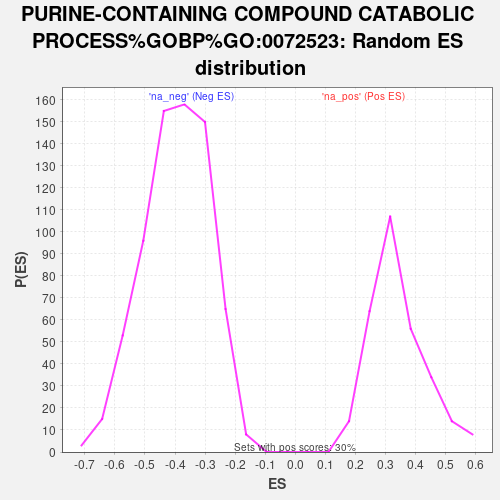 PURINE-CONTAINING COMPOUND CATABOLIC
PROCESS%GOBP%GO:0072523: Random ES
distribution
'na_neg' (Neg ES)
'na_pos' (Pos ES)
160
150
140
130
120
110
100
90
80
70
60
50
40
30
20
10
0
P(ES)
Sets with pos scores: 30%
-0.7 -0.6 -0.5 -0.4 -0.3 -0.2 -0.1 0.0 0.1 0.2 0.3 0.4 0.5 0.6
ES